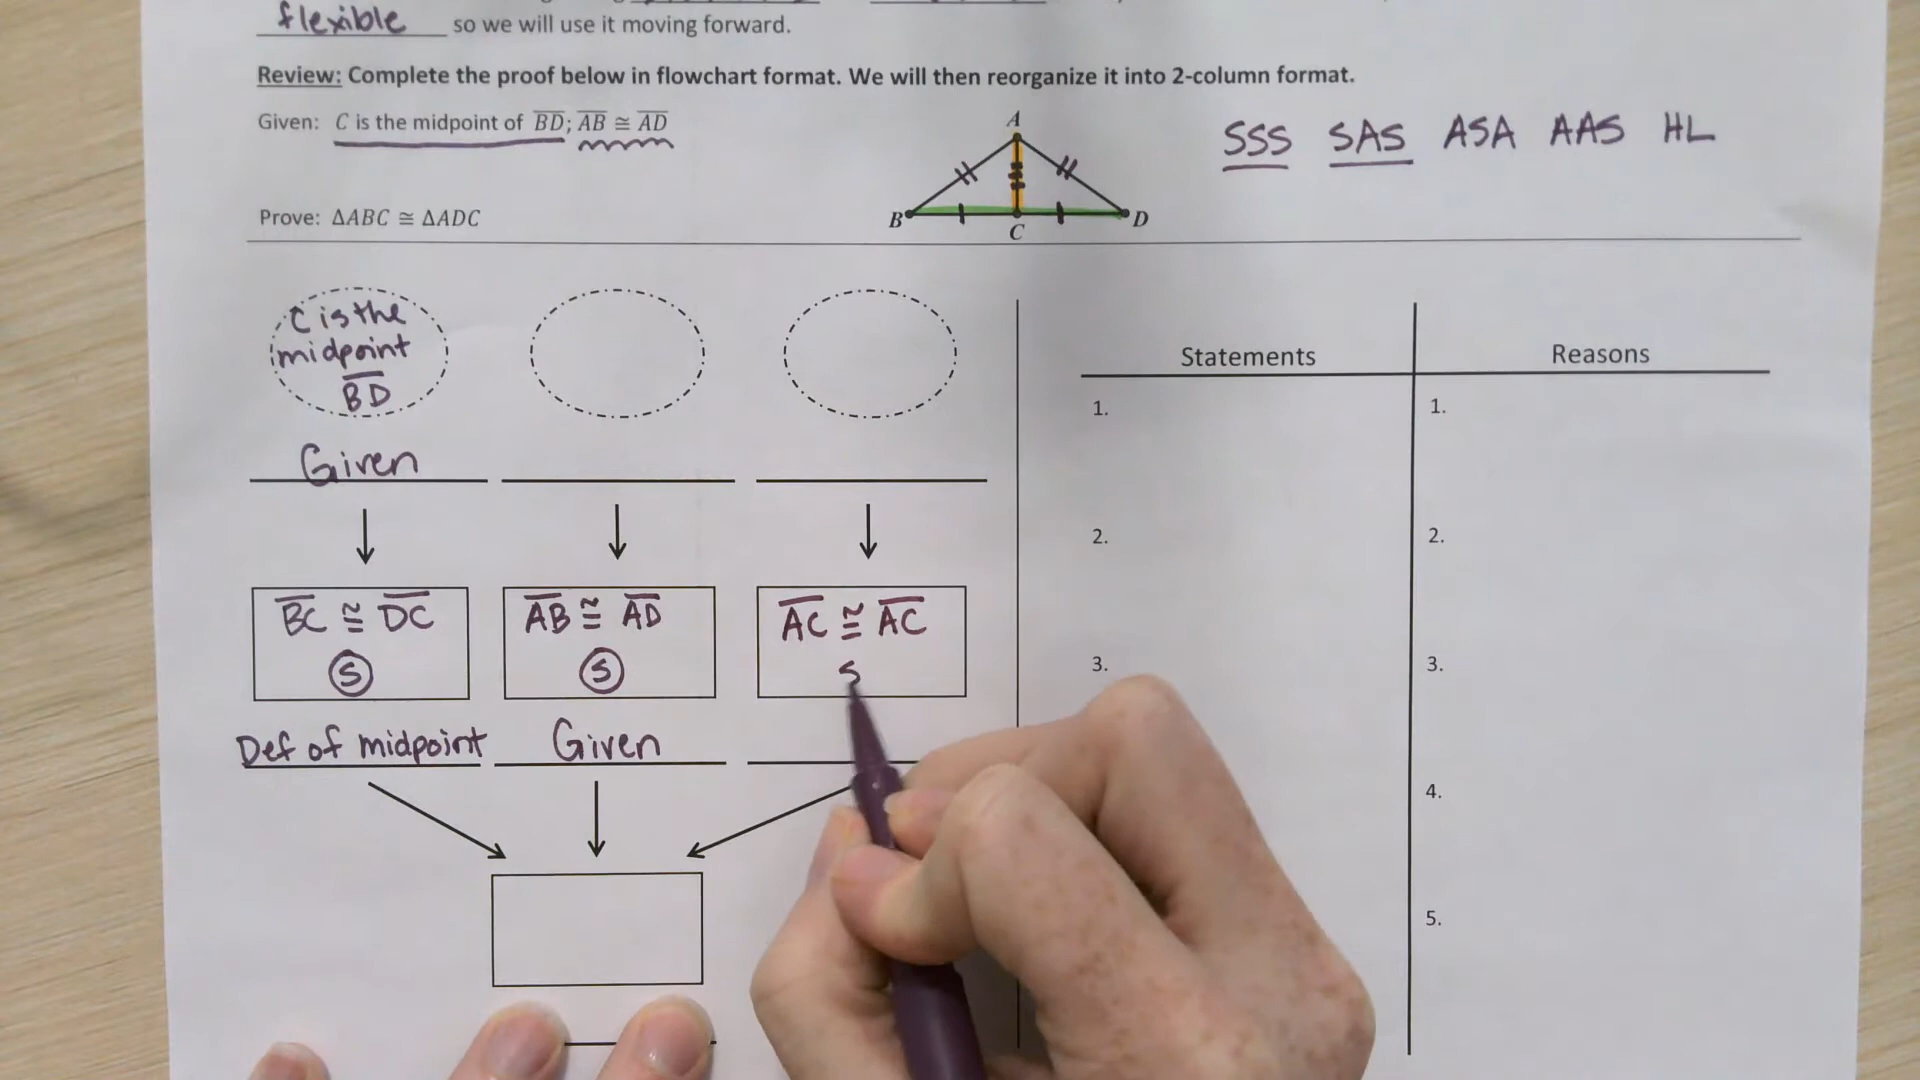 flexible so we will use it moving forward.
Review: Complete the proof below in flowchart format. We will then reorganize it into 2-column format.
Given: C is the midpoint of BD; AB ≅ AD
SSS SAS ASA AAS HL
A
B
C
D
Prove: ΔABC ≅ ΔADC
C is the
midpoint
BD
Given
BC ≅ DC
S
AB ≅ AD
S
AC ≅ AC
S
Def of midpoint
Given
Statements
Reasons
1.
1.
2.
2.
3.
3.
4.
5.